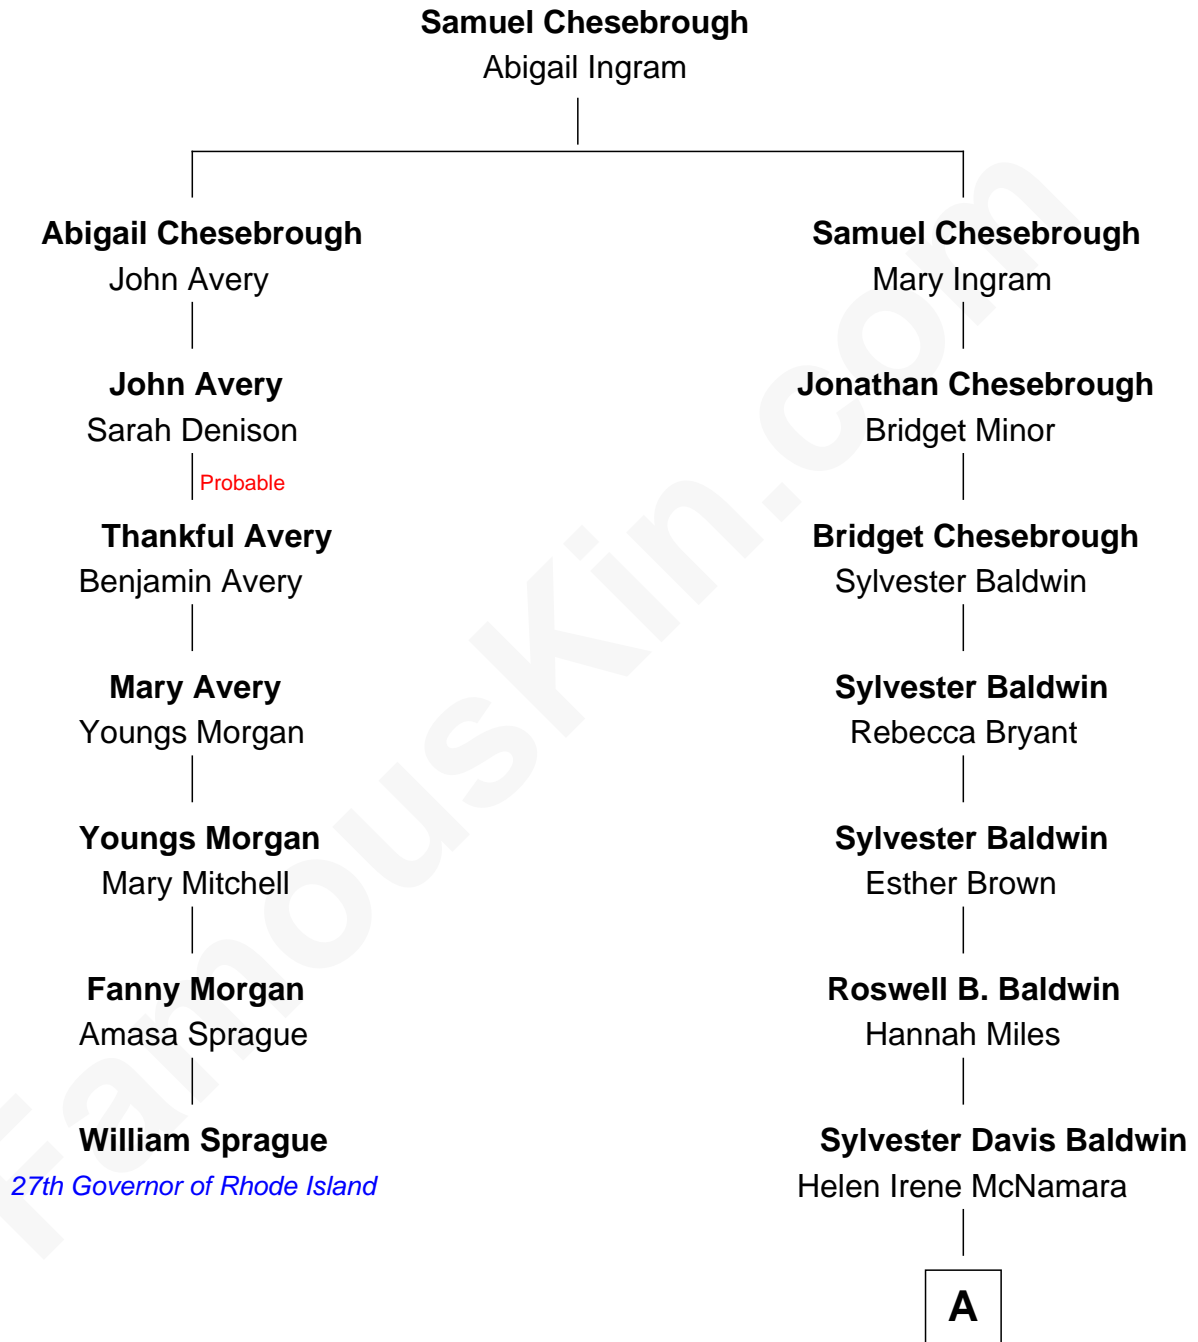 Samuel Chesebrough
Abigail Ingram
Abigail Chesebrough
John Avery
Samuel Chesebrough
Mary Ingram
John Avery
Sarah Denison
Jonathan Chesebrough
Bridget Minor
Probable
Thankful Avery
Benjamin Avery
Bridget Chesebrough
Sylvester Baldwin
Mary Avery
Youngs Morgan
Sylvester Baldwin
Rebecca Bryant
Youngs Morgan
Mary Mitchell
Sylvester Baldwin
Esther Brown
Fanny Morgan
Amasa Sprague
Roswell B. Baldwin
Hannah Miles
William Sprague
27th Governor of Rhode Island
Sylvester Davis Baldwin
Helen Irene McNamara
A
FamousKin.com